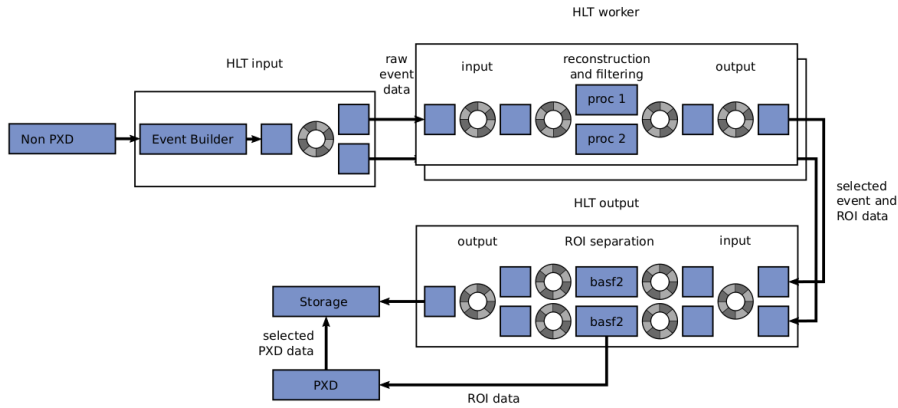 HLT worker
HLT input
raw
event
data
input
reconstruction
and filtering
output
proc 1
Non PXD
Event Builder
proc 2
selected
event and
ROI data
HLT output
output
ROI separation
input
basf2
Storage
basf2
selected
PXD data
PXD
ROI data